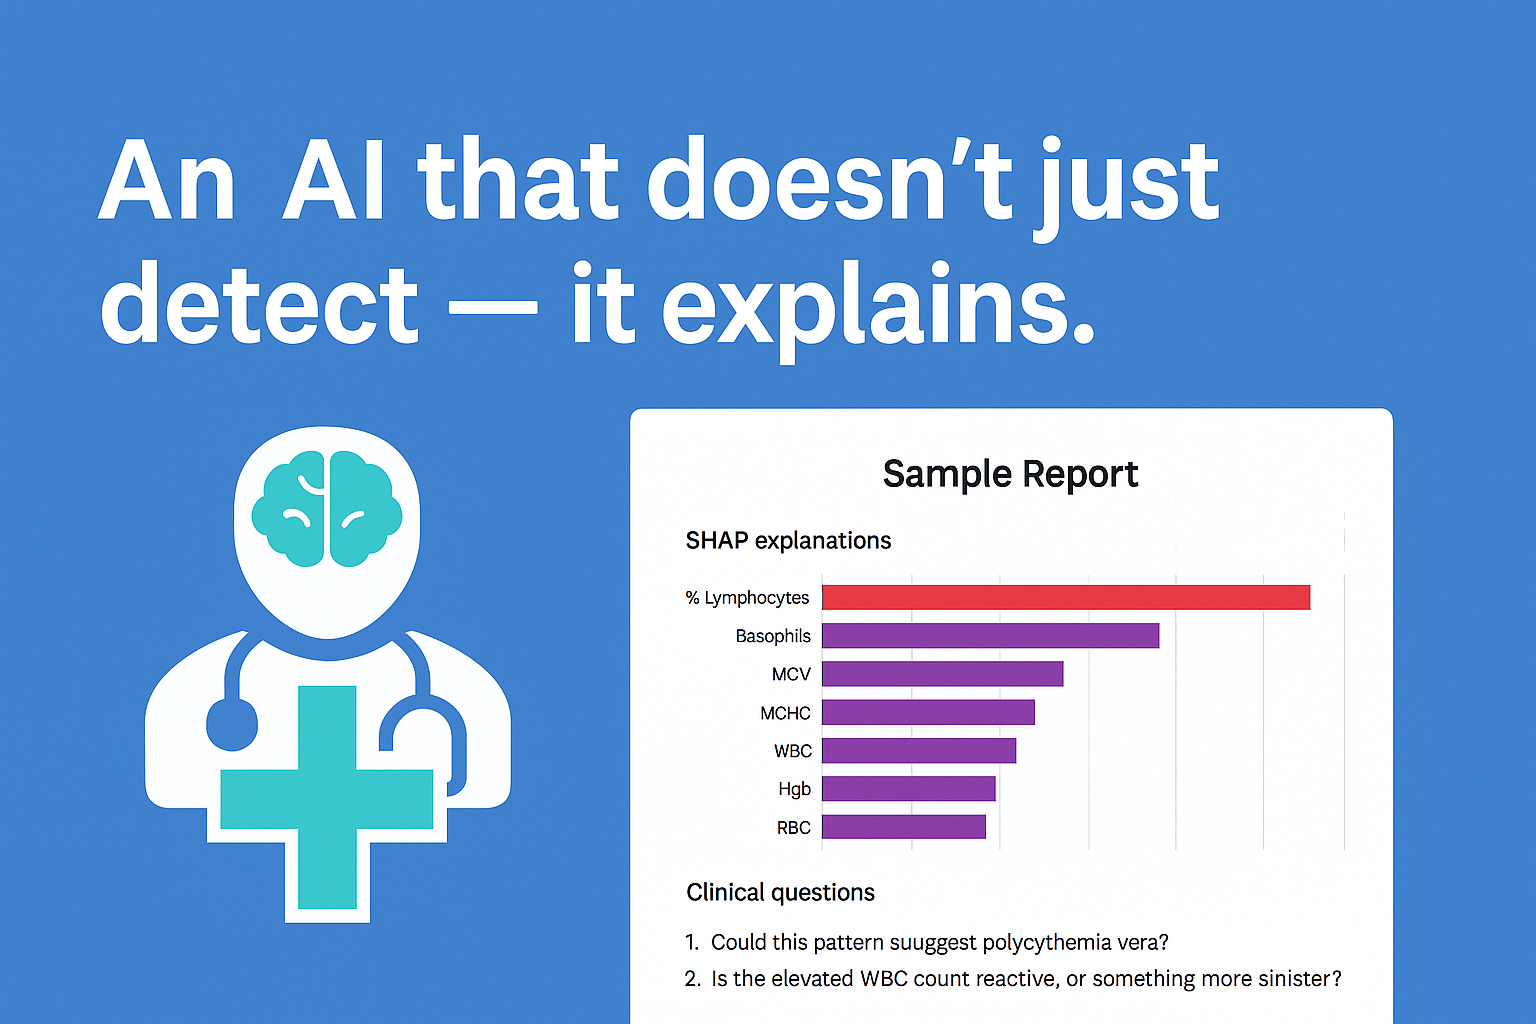 An AI that doesn't just
detect — it explains.
Sample Report
SHAP explanations
% Lymphocytes
Basophils
MCV
MCHC
WBC
Hgb
RBC
Clinical questions
1. Could this pattern suuggest polycythemia vera?
2. Is the elevated WBC count reactive, or something more sinister?